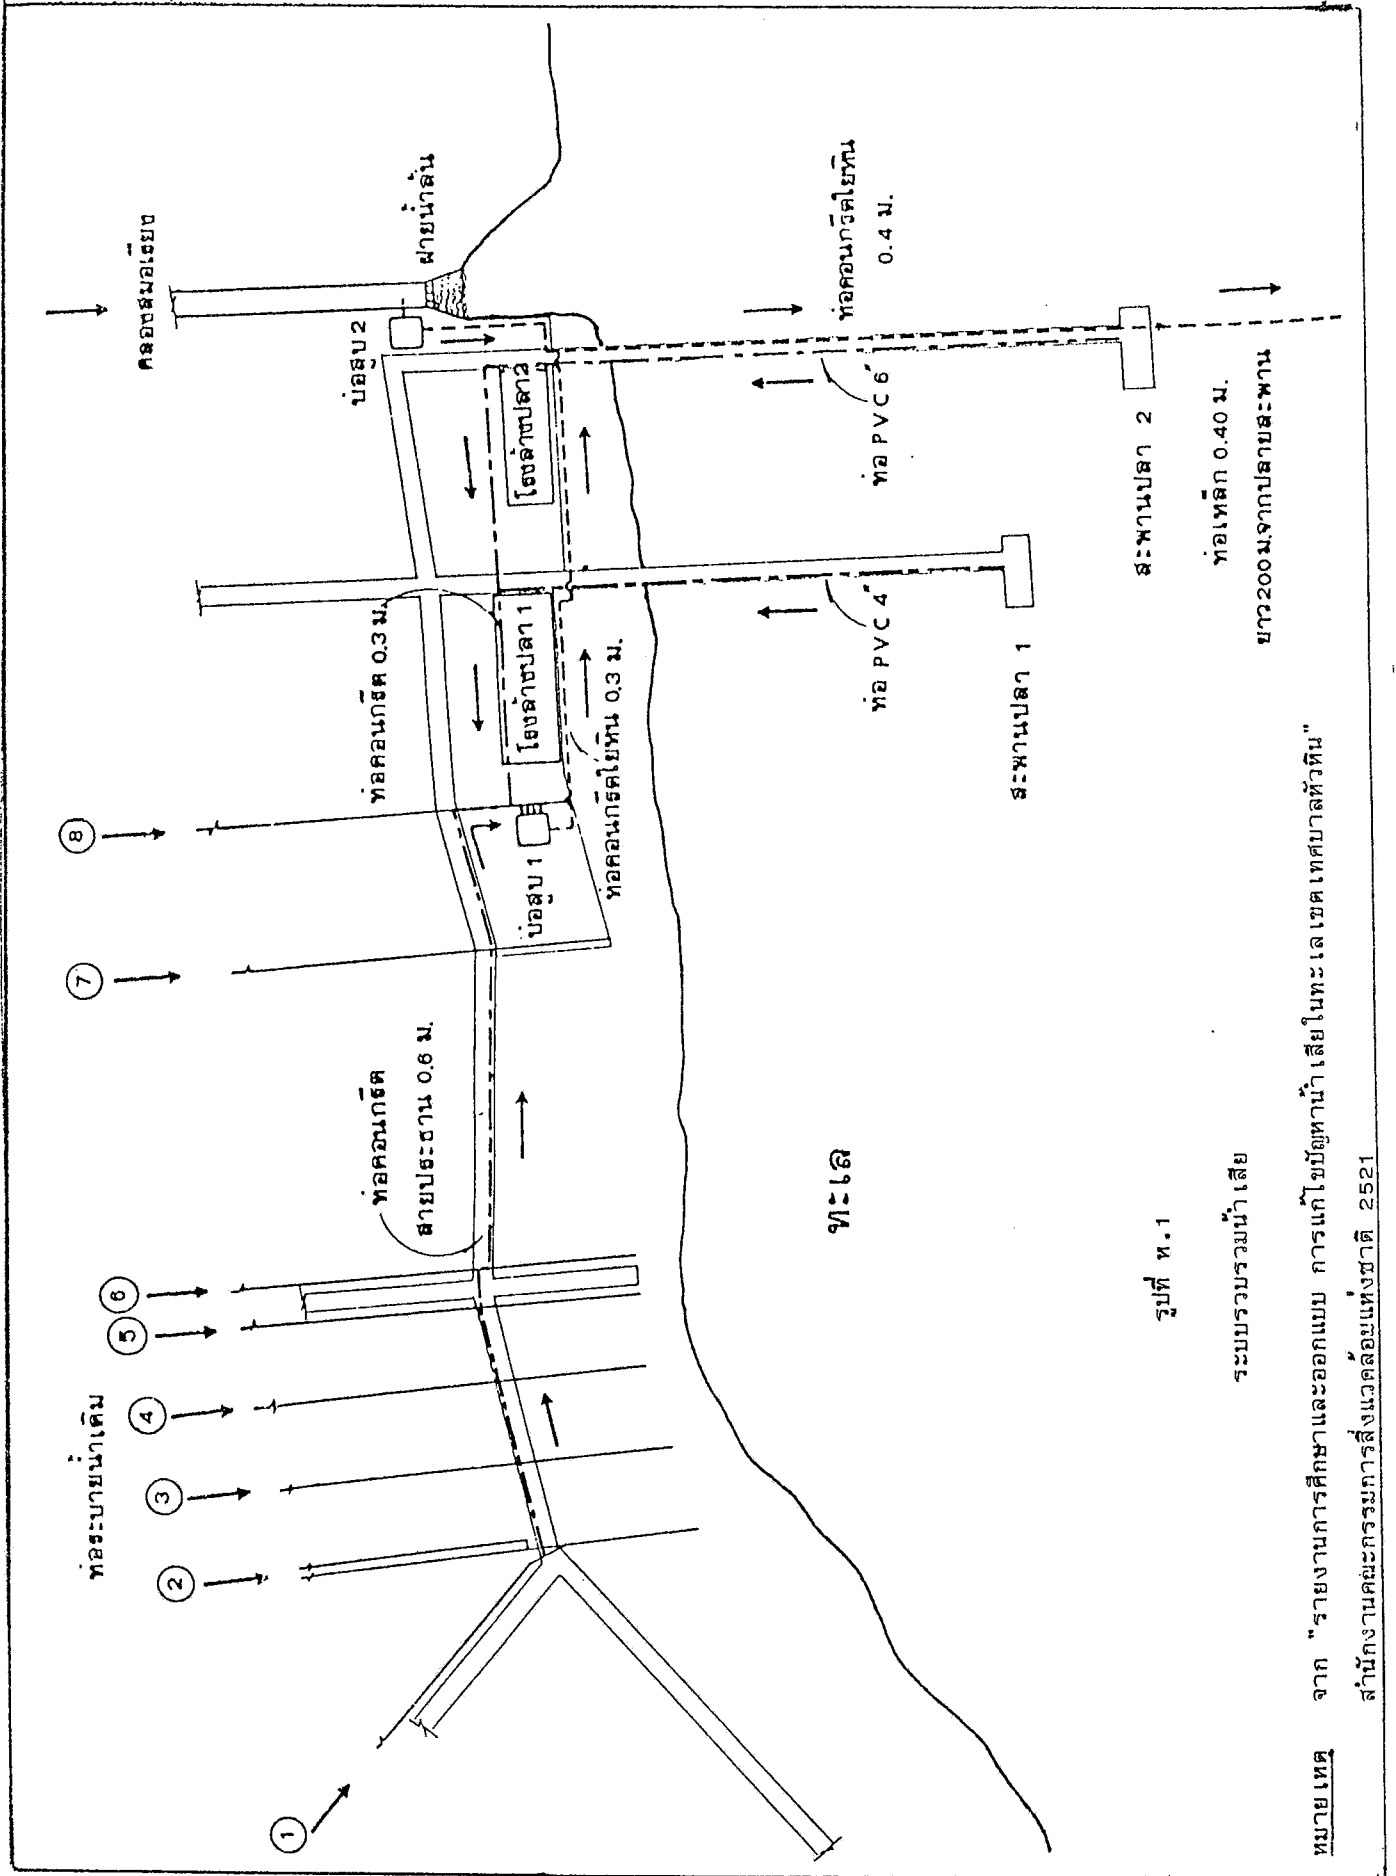 คลองสมอเรียง
ฝายน้ำล้น
บ่อสูบ 2
ท่อคอนกรีตใยหิน
0.4 ม.
โรงล้างปลา 2
ท่อ PVC 6"
สะพานปลา 2
ท่อเหล็ก 0.40 ม.
ยาว 200 ม. จากปลายสะพาน
ท่อคอนกรีต 0.3 ม.
โรงล้างปลา 1
ท่อคอนกรีตใยหิน 0.3 ม.
ท่อ PVC 4"
สะพานปลา 1
บ่อสูบ 1
8
7
ท่อคอนกรีต
สายประธาน 0.6 ม.
ทะเล
ท่อระบายน้ำเดิม
6
5
4
3
2
1
รูปที่ ห.1
ระบบรวบรวมน้ำเสีย
หมายเหตุ จาก "รายงานการศึกษาและออกแบบ การแก้ไขปัญหาน้ำเสียในทะเลเขตเทศบาลหัวหิน"
สำนักงานคณะกรรมการสิ่งแวดล้อมแห่งชาติ 2521